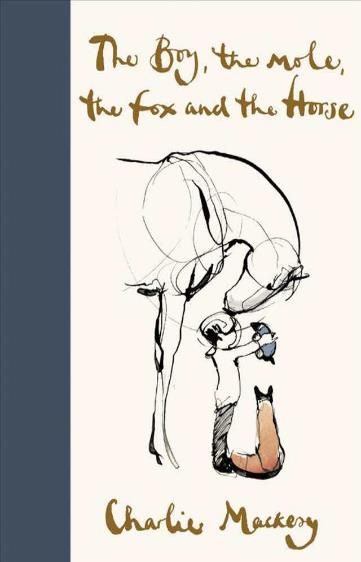 The Boy, the mole,
the fox and the Horse
Charlie Mackesy